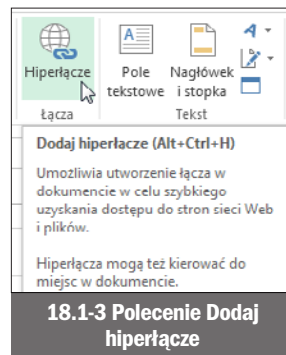 Hiperłącze
Pole
tekstowe
Nagłówek
i stopka
A
A
Łącza
Tekst
Dodaj hiperłacze (Alt+Ctrl+H)
Umożliwia utworzenie łącza w
dokumencie w celu szybkiego
uzyskania dostępu do stron sieci Web
i plików.
Hiperłącza mogą też kierować do
miejsc w dokumencie.
18.1-3 Polecenie Dodaj
hiperłącze